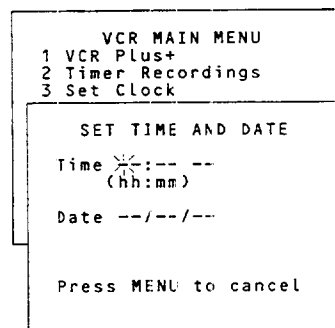 VCR MAIN MENU
1 VCR Plus+
2 Timer Recordings
3 Set Clock
SET TIME AND DATE
Time --:-- --
(hh:mm)
Date --/--/--
Press MENU to cancel